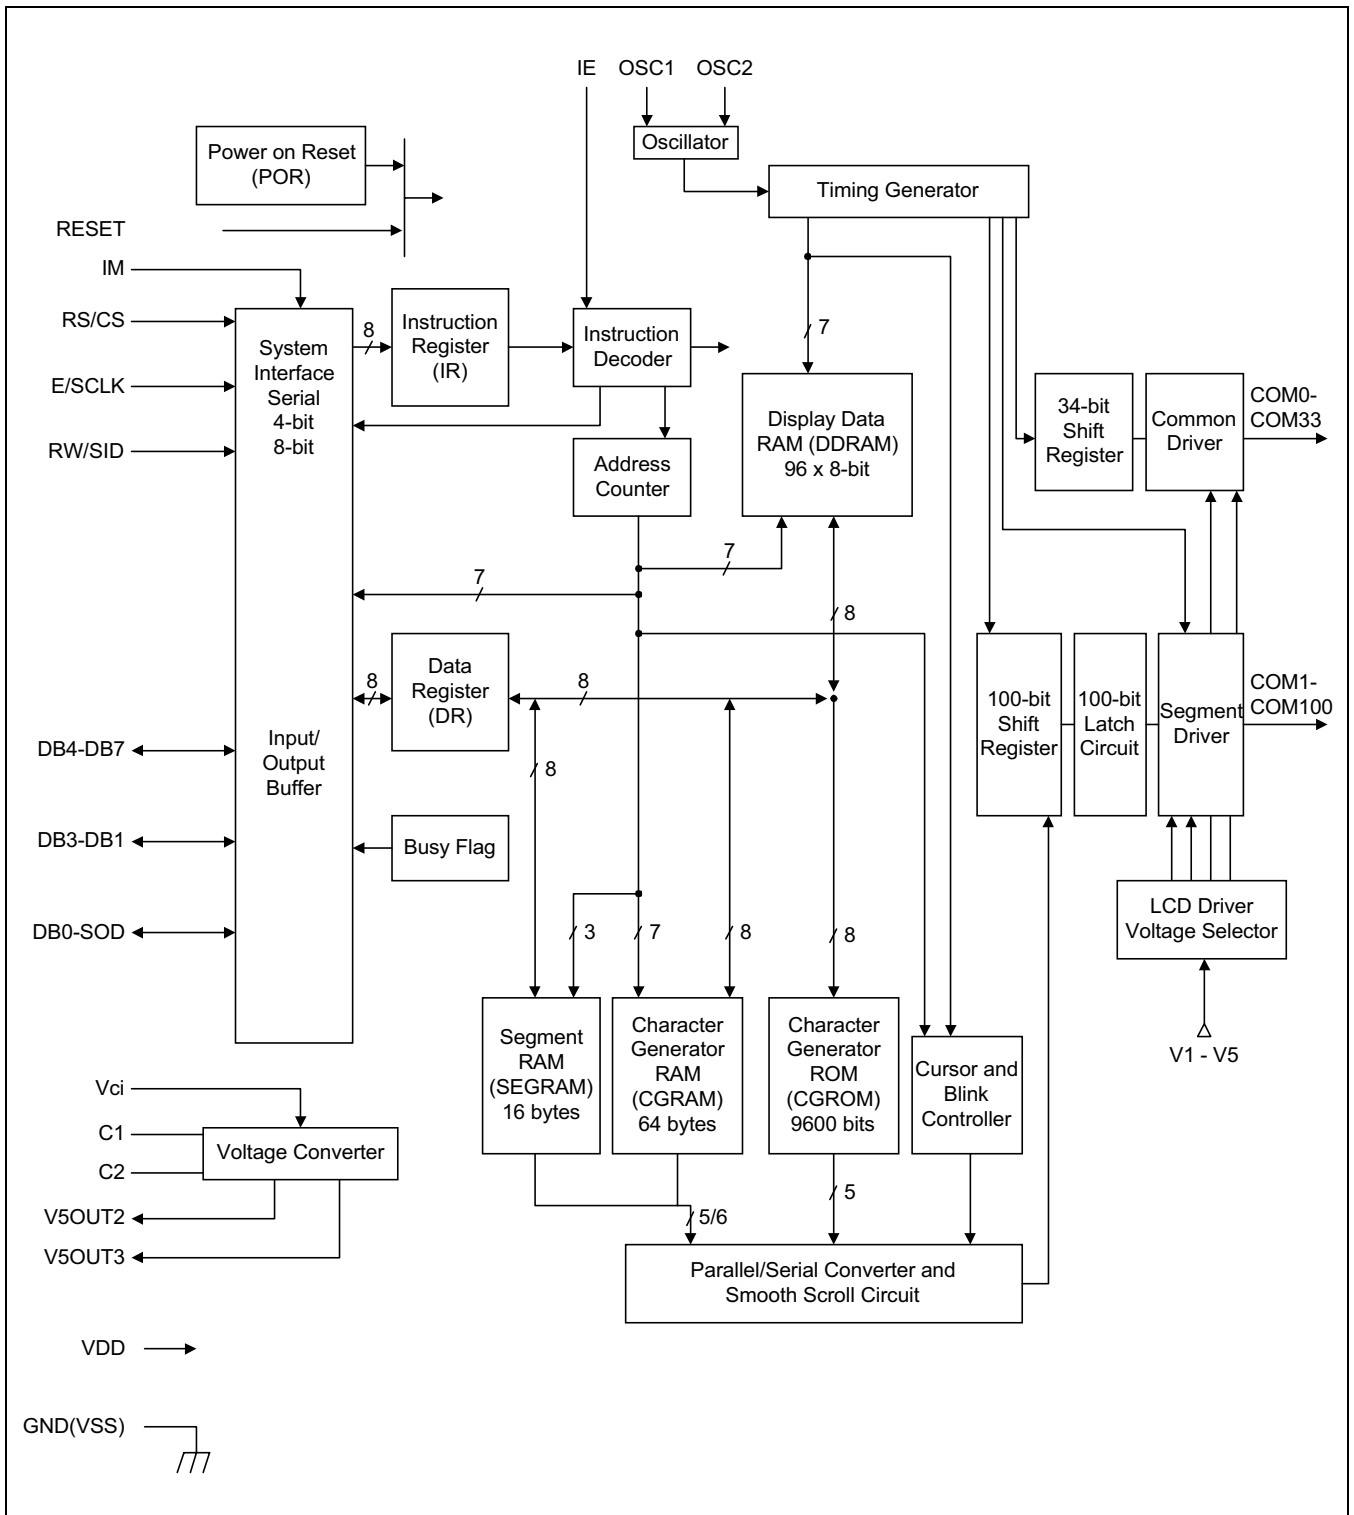 IE OSC1 OSC2
Oscillator
Power on Reset
(POR)
Timing Generator
RESET
IM
RS/CS
E/SCLK
RW/SID
System
Interface
Serial
4-bit
8-bit
8
Instruction
Register
(IR)
Instruction
Decoder
7
Display Data
RAM (DDRAM)
96 x 8-bit
34-bit
Shift
Register
Common
Driver
COM0-
COM33
Address
Counter
7
7
8
Data
Register
(DR)
8
8
8
100-bit
Shift
Register
100-bit
Latch
Circuit
Segment
Driver
COM1-
COM100
DB4-DB7
Input/
Output
Buffer
DB3-DB1
Busy Flag
DB0-SOD
3
7
8
8
LCD Driver
Voltage Selector
V1 - V5
Segment
RAM
(SEGRAM)
16 bytes
Character
Generator
RAM
(CGRAM)
64 bytes
Character
Generator
ROM
(CGROM)
9600 bits
Cursor and
Blink
Controller
Vci
C1
C2
Voltage Converter
V5OUT2
V5OUT3
5/6
5
Parallel/Serial Converter and
Smooth Scroll Circuit
VDD
GND(VSS)